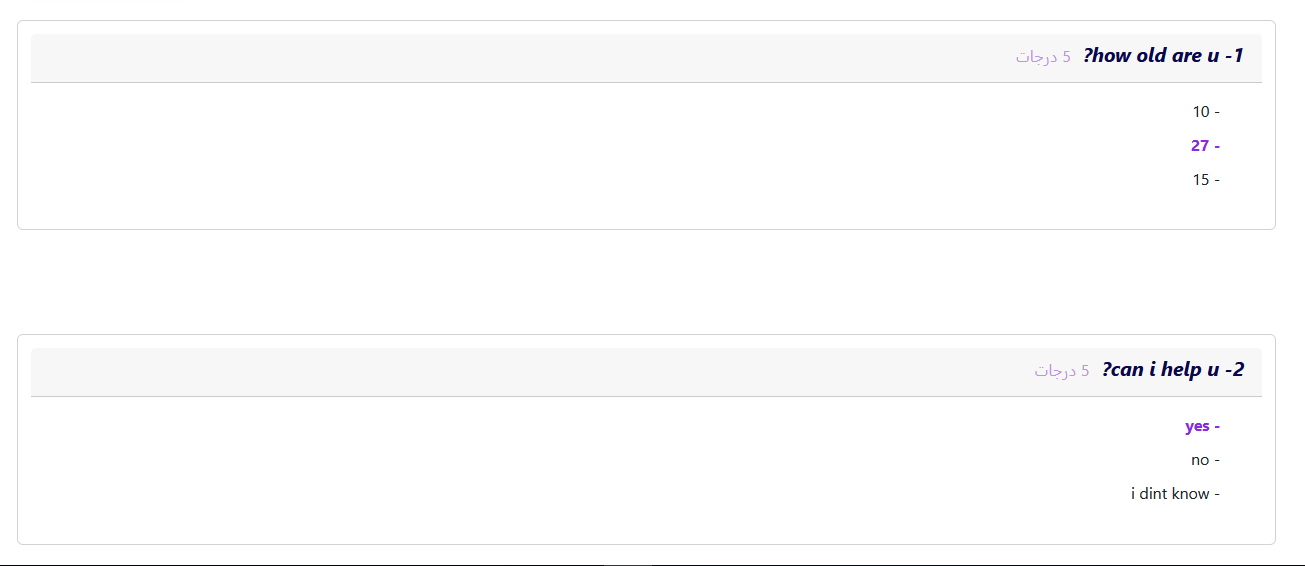 1- how old are u? 5 درجات
- 10
- 27
- 15
2- can i help u? 5 درجات
- yes
- no
- i dint know